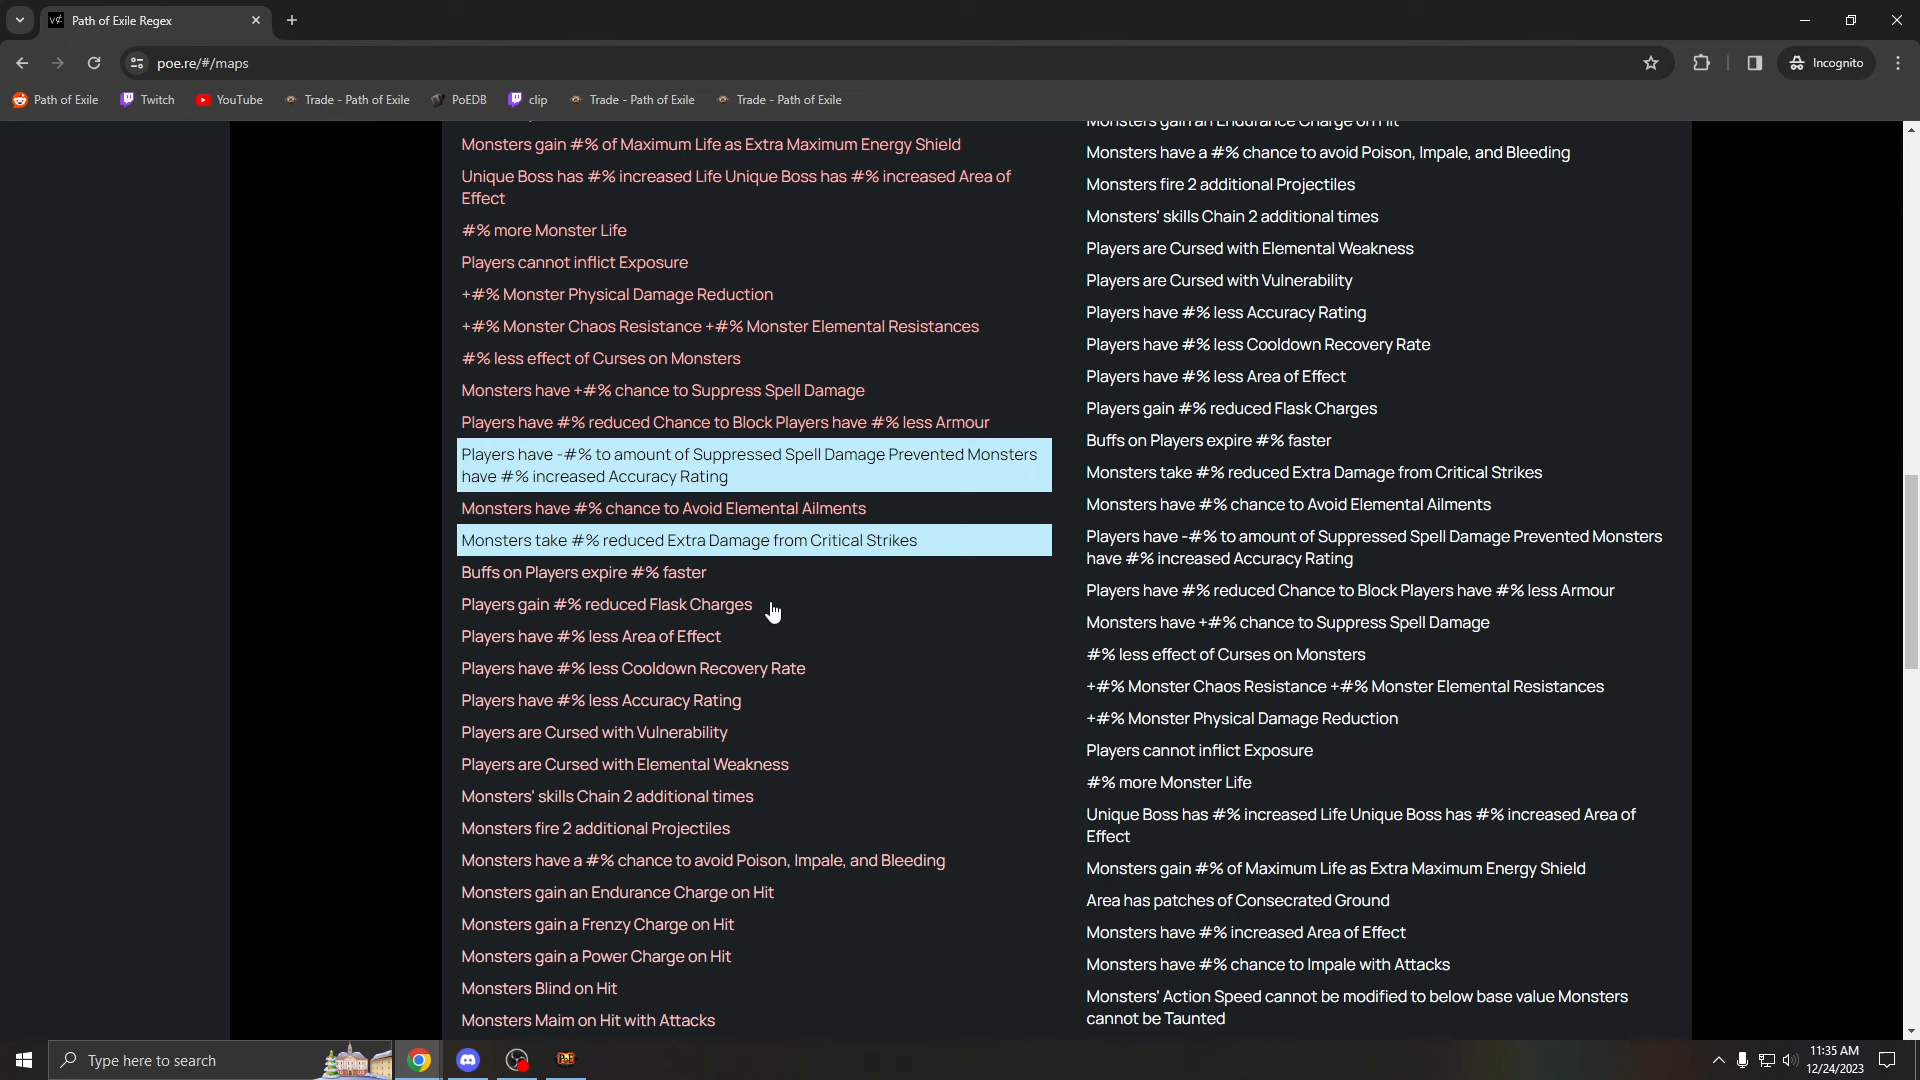 Path of Exile Regex
poe.re/#/maps
Incognito
Path of Exile
Twitch
YouTube
Trade - Path of Exile
PoEDB
clip
Trade - Path of Exile
Trade - Path of Exile
Monsters gain #% of Maximum Life as Extra Maximum Energy Shield
Unique Boss has #% increased Life Unique Boss has #% increased Area of
Effect
#% more Monster Life
Players cannot inflict Exposure
+#% Monster Physical Damage Reduction
+#% Monster Chaos Resistance +#% Monster Elemental Resistances
#% less effect of Curses on Monsters
Monsters have +#% chance to Suppress Spell Damage
Players have #% reduced Chance to Block Players have #% less Armour
Players have -#% to amount of Suppressed Spell Damage Prevented Monsters
have #% increased Accuracy Rating
Monsters have #% chance to Avoid Elemental Ailments
Monsters take #% reduced Extra Damage from Critical Strikes
Buffs on Players expire #% faster
Players gain #% reduced Flask Charges
Players have #% less Area of Effect
Players have #% less Cooldown Recovery Rate
Players have #% less Accuracy Rating
Players are Cursed with Vulnerability
Players are Cursed with Elemental Weakness
Monsters' skills Chain 2 additional times
Monsters fire 2 additional Projectiles
Monsters have a #% chance to avoid Poison, Impale, and Bleeding
Monsters gain an Endurance Charge on Hit
Monsters gain a Frenzy Charge on Hit
Monsters gain a Power Charge on Hit
Monsters Blind on Hit
Monsters Maim on Hit with Attacks
Monsters gain an Endurance Charge on Hit
Monsters have a #% chance to avoid Poison, Impale, and Bleeding
Monsters fire 2 additional Projectiles
Monsters' skills Chain 2 additional times
Players are Cursed with Elemental Weakness
Players are Cursed with Vulnerability
Players have #% less Accuracy Rating
Players have #% less Cooldown Recovery Rate
Players have #% less Area of Effect
Players gain #% reduced Flask Charges
Buffs on Players expire #% faster
Monsters take #% reduced Extra Damage from Critical Strikes
Monsters have #% chance to Avoid Elemental Ailments
Players have -#% to amount of Suppressed Spell Damage Prevented Monsters
have #% increased Accuracy Rating
Players have #% reduced Chance to Block Players have #% less Armour
Monsters have +#% chance to Suppress Spell Damage
#% less effect of Curses on Monsters
+#% Monster Chaos Resistance +#% Monster Elemental Resistances
+#% Monster Physical Damage Reduction
Players cannot inflict Exposure
#% more Monster Life
Unique Boss has #% increased Life Unique Boss has #% increased Area of
Effect
Monsters gain #% of Maximum Life as Extra Maximum Energy Shield
Area has patches of Consecrated Ground
Monsters have #% increased Area of Effect
Monsters have #% chance to Impale with Attacks
Monsters' Action Speed cannot be modified to below base value Monsters
cannot be Taunted
Type here to search
PoE
11:35 AM
12/24/2023